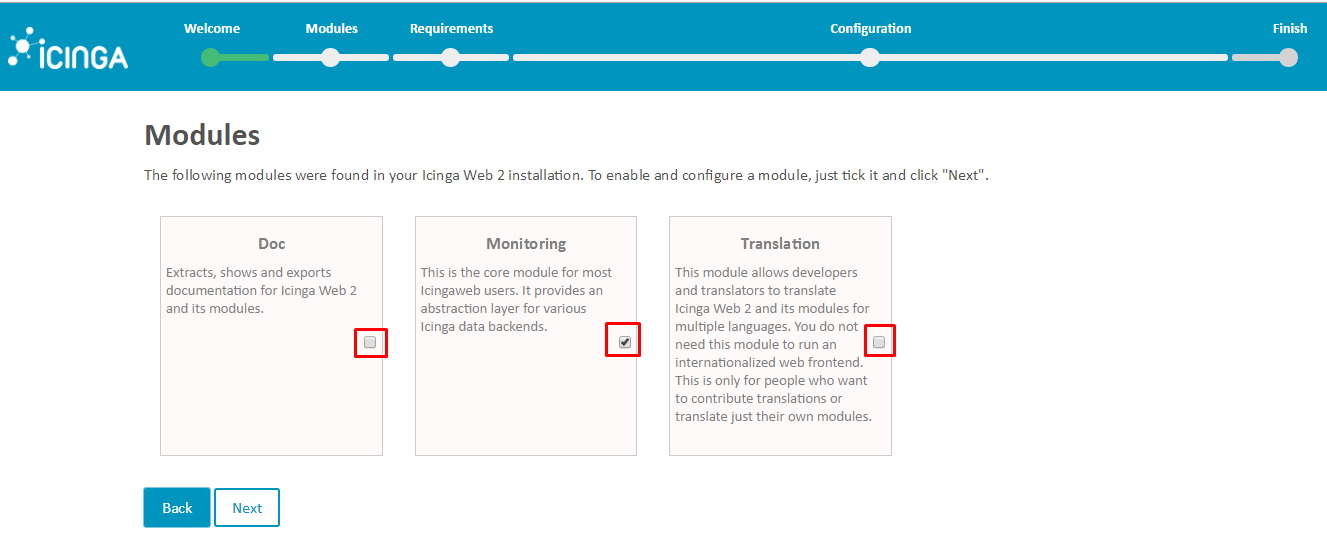 Welcome Modules Requirements Configuration Finish
ICINGA
Modules
The following modules were found in your Icinga Web 2 installation. To enable and configure a module, just tick it and click "Next".
Doc
Extracts, shows and exports
documentation for Icinga Web 2
and its modules.
Monitoring
This is the core module for most
Icingaweb users. It provides an
abstraction layer for various
Icinga data backends.
Translation
This module allows developers
and translators to translate
Icinga Web 2 and its modules for
multiple languages. You do not
need this module to run an
internationalized web frontend.
This is only for people who want
to contribute translations or
translate just their own modules.
Back Next